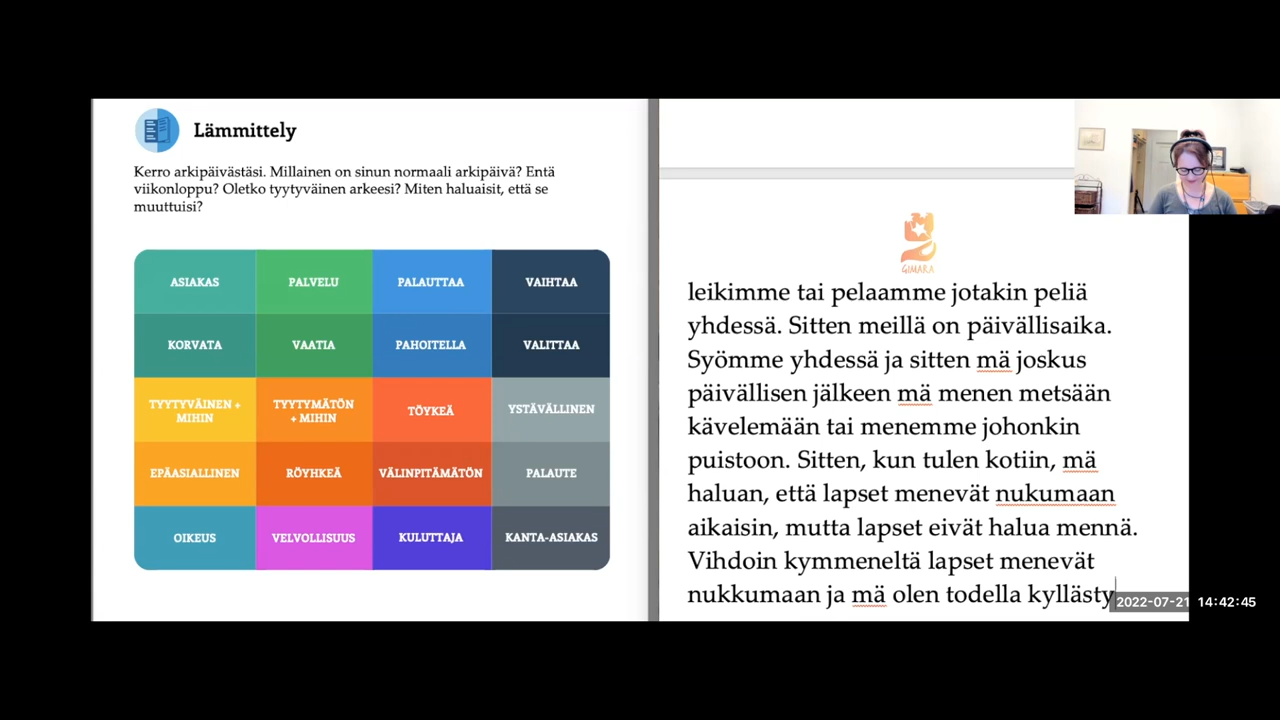 Lämmittely
Kerro arkipäivästäsi. Millainen on sinun normaali arkipäivä? Entä
viikonloppu? Oletko tyytyväinen arkeesi? Miten haluaisit, että se
muuttuisi?
ASIAKAS
PALVELU
PALAUTTAA
VAIHTAA
KORVATA
VAATIA
PAHOITELLA
VALITTAA
TYYTYVÄINEN +
MIHIN
TYYTYMÄTÖN
+ MIHIN
TÖYKEÄ
YSTÄVÄLLINEN
EPÄASIALLINEN
RÖYHKEÄ
VÄLINPITÄMÄTÖN
PALAUTE
OIKEUS
VELVOLLISUUS
KULUTTAJA
KANTA-ASIAKAS
GIMARA
leikimme tai pelaamme jotakin peliä
yhdessä. Sitten meillä on päivällisaika.
Syömme yhdessä ja sitten mä joskus
päivällisen jälkeen mä menen metsään
kävelemään tai menemme johonkin
puistoon. Sitten, kun tulen kotiin, mä
haluan, että lapset menevät nukumaan
aikaisin, mutta lapset eivät halua mennä.
Vihdoin kymmeneltä lapset menevät
nukkumaan ja mä olen todella kyllästy
2022-07-21 14:42:45